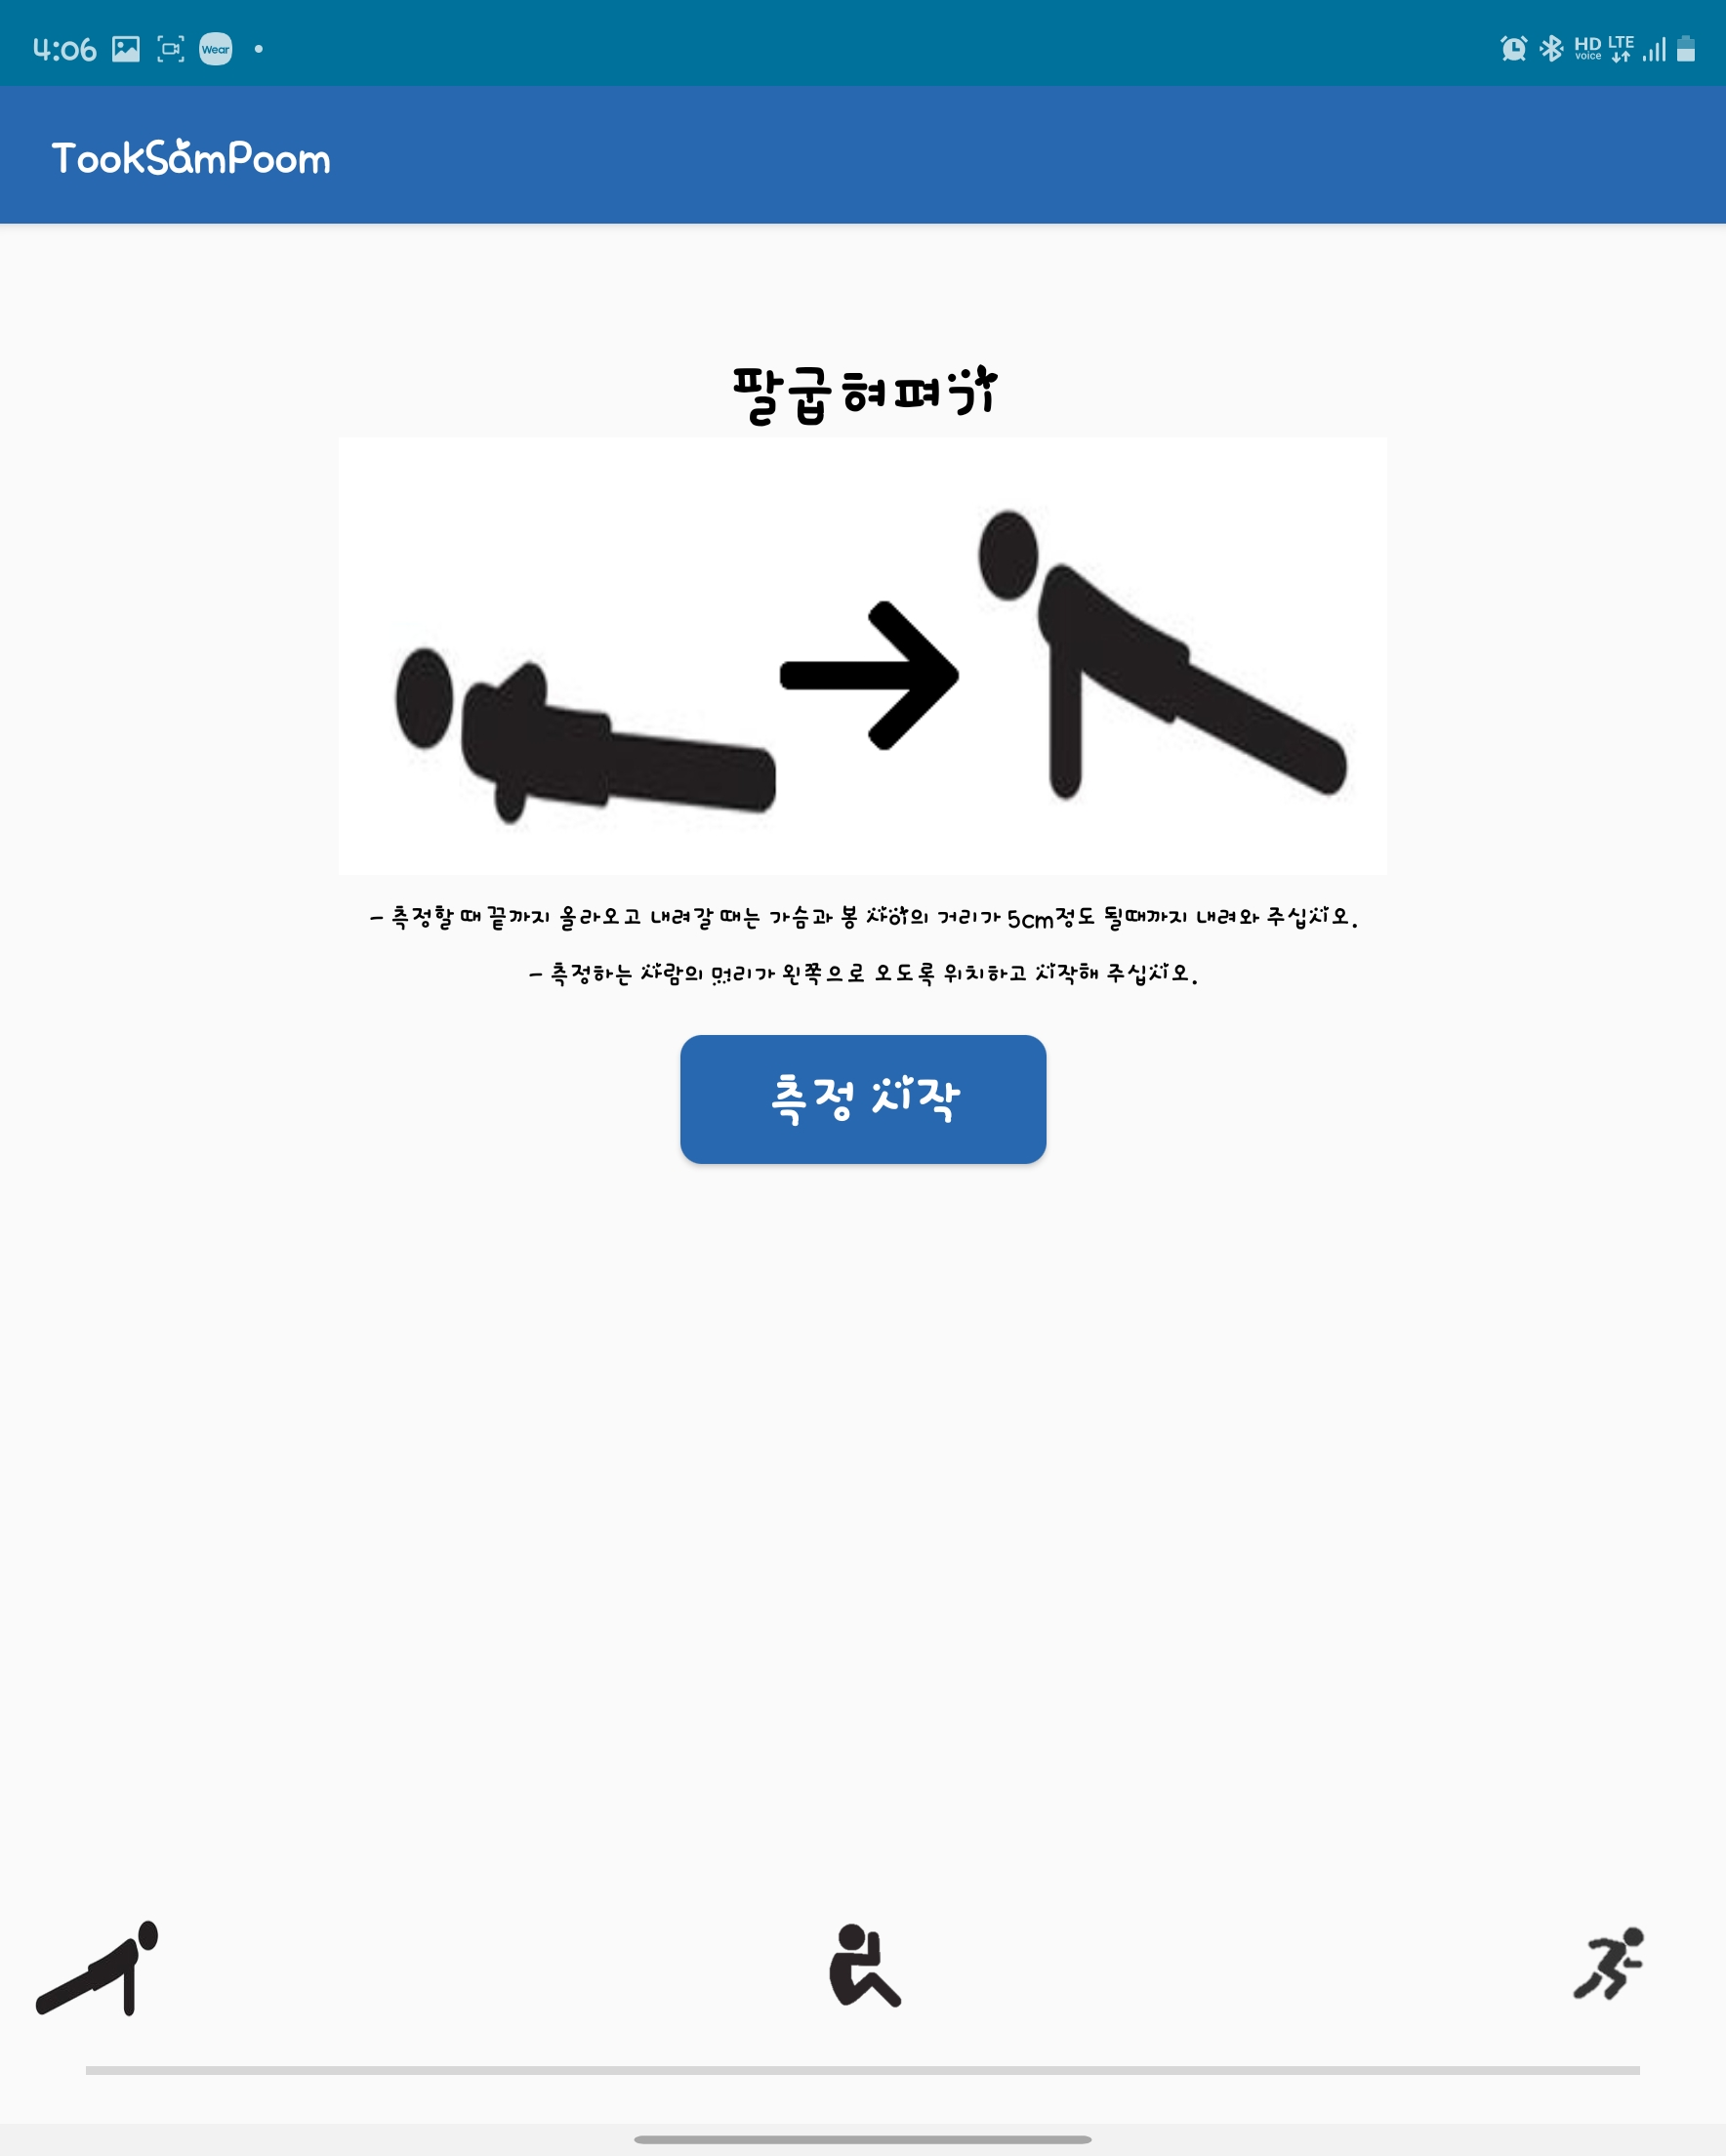 4:06 Wear HD voice LTE
TookSamPoom
팔굽혀펴기
- 측정할 때 끝까지 올라오고 내려갈 때는 가슴과 봉 사이의 거리가 5cm정도 될때까지 내려와 주십시오.
- 측정하는 사람의 머리가 왼쪽으로 오도록 위치하고 시작해 주십시오.
측정 시작